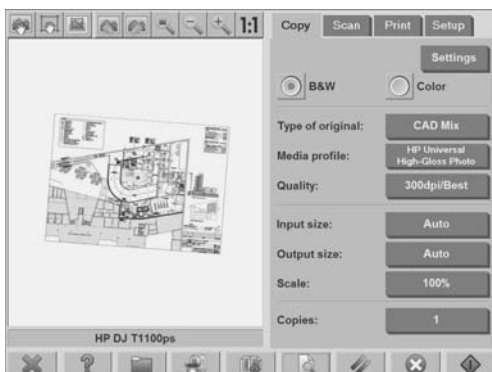 1:1
Copy
Scan
Print
Setup
Settings
B&W
Color
Type of original:
CAD Mix
Media profile:
HP Universal
High-Gloss Photo
Quality:
300dpi/Best
Input size:
Auto
Output size:
Auto
Scale:
100%
Copies:
1
HP DJ T1100ps